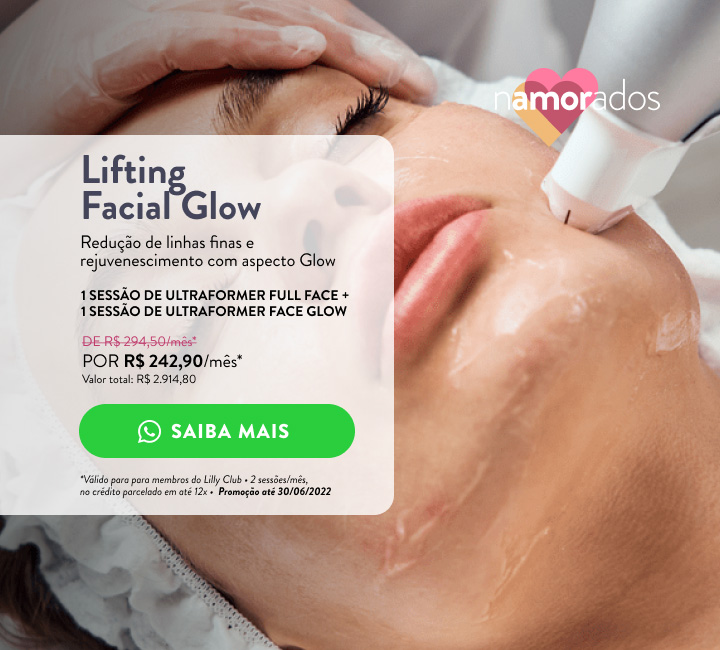 namorados
Lifting
Facial Glow
Redução de linhas finas e
rejuvenescimento com aspecto Glow
1 SESSÃO DE ULTRAFORMER FULL FACE +
1 SESSÃO DE ULTRAFORMER FACE GLOW
DE R$ 294,50/mês*
POR R$ 242,90/mês*
Valor total: R$ 2.914,80
SAIBA MAIS
*Válido para para membros do Lilly Club • 2 sessões/mês,
no crédito parcelado em até 12x • Promoção até 30/06/2022